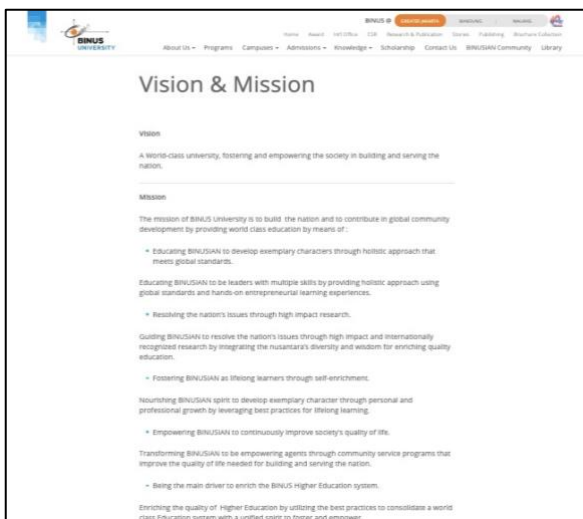 BINUS @ GREATER JAKARTA BANDUNG MALANG
Home Award Int'l Office CSR Research & Publication Stories Publishing Brochure Collection
BINUS
UNIVERSITY
About Us Programs Campuses Admissions Knowledge Scholarship Contact Us BINUSIAN Community Library
Vision & Mission
Vision
A World-class university, fostering and empowering the society in building and serving the
nation.
Mission
The mission of BINUS University is to build the nation and to contribute in global community
development by providing world class education by means of :
Educating BINUSIAN to develop exemplary characters through holistic approach that
meets global standards.
Educating BINUSIAN to be leaders with multiple skills by providing holistic approach using
global standards and hands-on entrepreneurial learning experiences.
Resolving the nation's issues through high impact research.
Guiding BINUSIAN to resolve the nation's issues through high impact and internationally
recognized research by integrating the nusantara's diversity and wisdom for enriching quality
education.
Fostering BINUSIAN as lifelong learners through self-enrichment.
Nourishing BINUSIAN spirit to develop exemplary character through personal and
professional growth by leveraging best practices for lifelong learning.
Empowering BINUSIAN to continuously improve society's quality of life.
Transforming BINUSIAN to be empowering agents through community service programs that
improve the quality of life needed for building and serving the nation.
Being the main driver to enrich the BINUS Higher Education system.
Enriching the quality of Higher Education by utilizing the best practices to consolidate a world
class Education system with a unified spirit to foster and empower